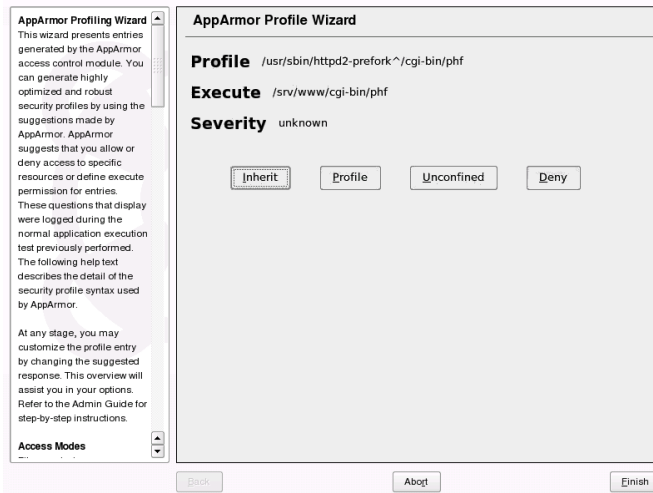 AppArmor Profiling Wizard
This wizard presents entries
generated by the AppArmor
access control module. You
can generate highly
optimized and robust
security profiles by using the
suggestions made by
AppArmor. AppArmor
suggests that you allow or
deny access to specific
resources or define execute
permission for entries.
These questions that display
were logged during the
normal application execution
test previously performed.
The following help text
describes the detail of the
security profile syntax used
by AppArmor.
At any stage, you may
customize the profile entry
by changing the suggested
response. This overview will
assist you in your options.
Refer to the Admin Guide for
step-by-step instructions.
Access Modes
AppArmor Profile Wizard
Profile /usr/sbin/httpd2-prefork^/cgi-bin/phf
Execute /srv/www/cgi-bin/phf
Severity unknown
Inherit Profile Unconfined Deny
Back Abort Finish